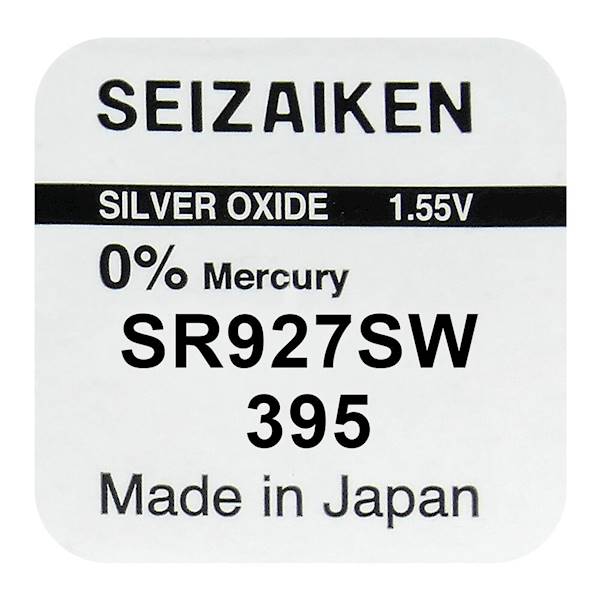 SEIZAIKEN
SILVER OXIDE 1.55V
0% Mercury
SR927SW
395
Made in Japan